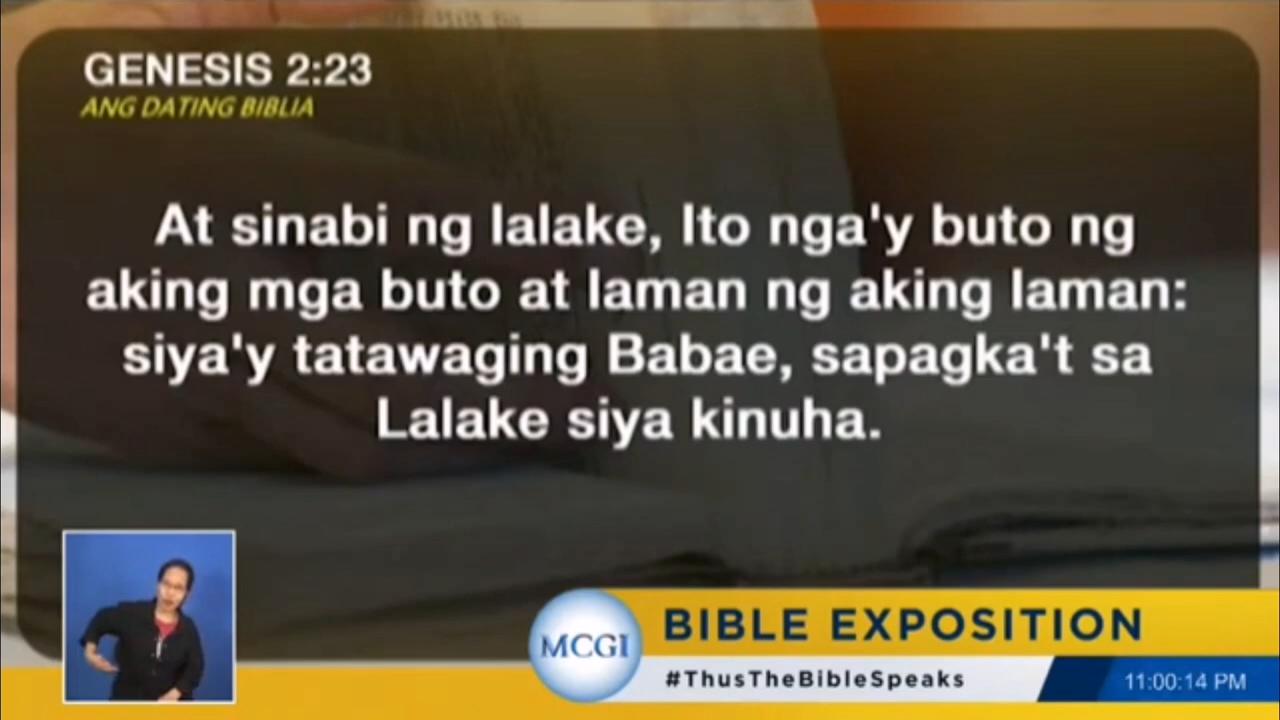 GENESIS 2:23
ANG DATING BIBLIA
At sinabi ng lalake, Ito nga'y buto ng
aking mga buto at laman ng aking laman:
siya'y tatawaging Babae, sapagka't sa
Lalake siya kinuha.
MCGI
BIBLE EXPOSITION
#ThusTheBibleSpeaks
11:00:14 PM